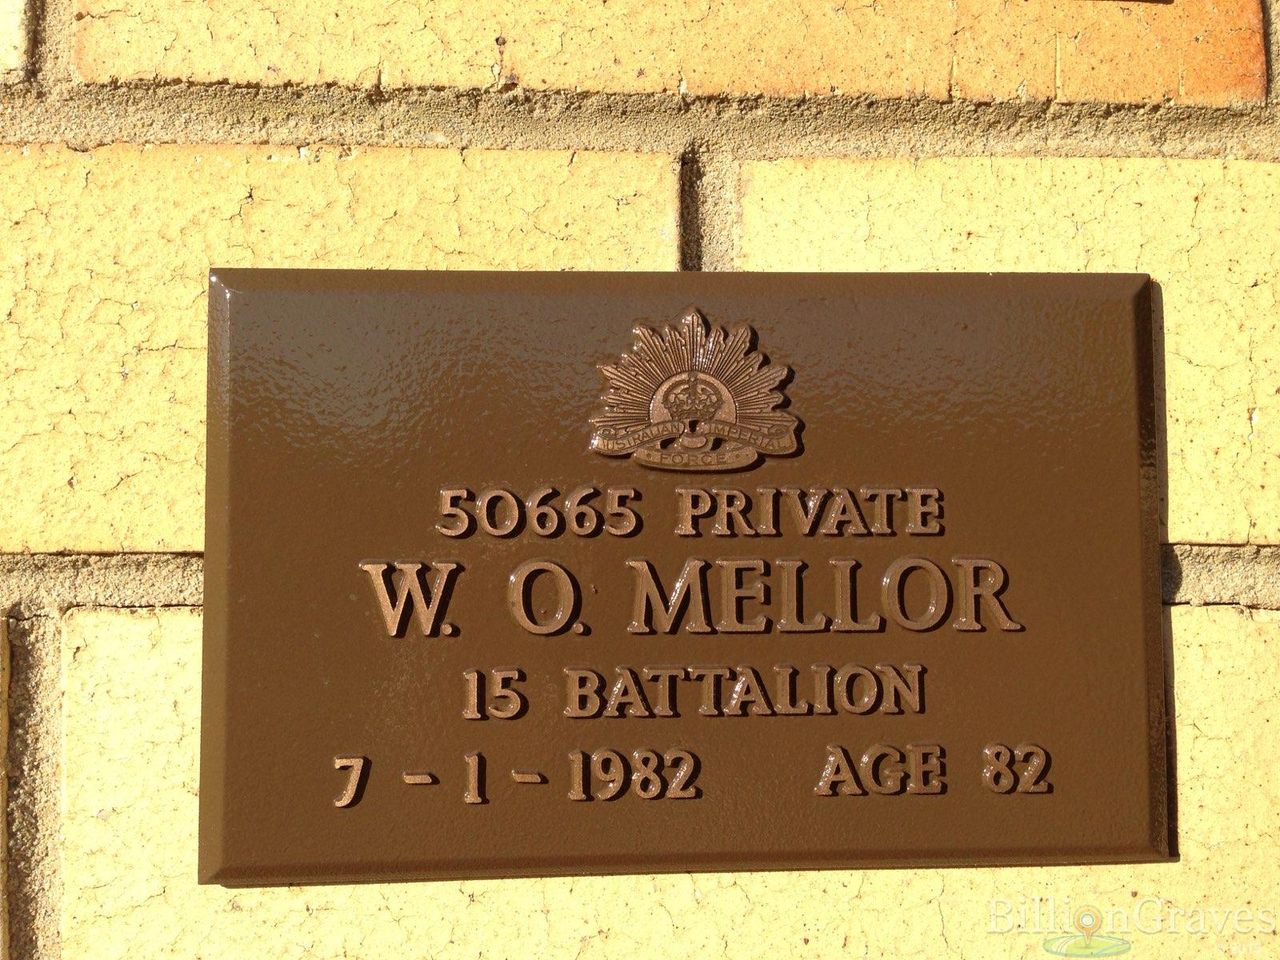 AUSTRALIAN IMPERIAL
FORCE
50665 PRIVATE
W. O. MELLOR
15 BATTALION
7 - 1 - 1982 AGE 82
BillionGraves